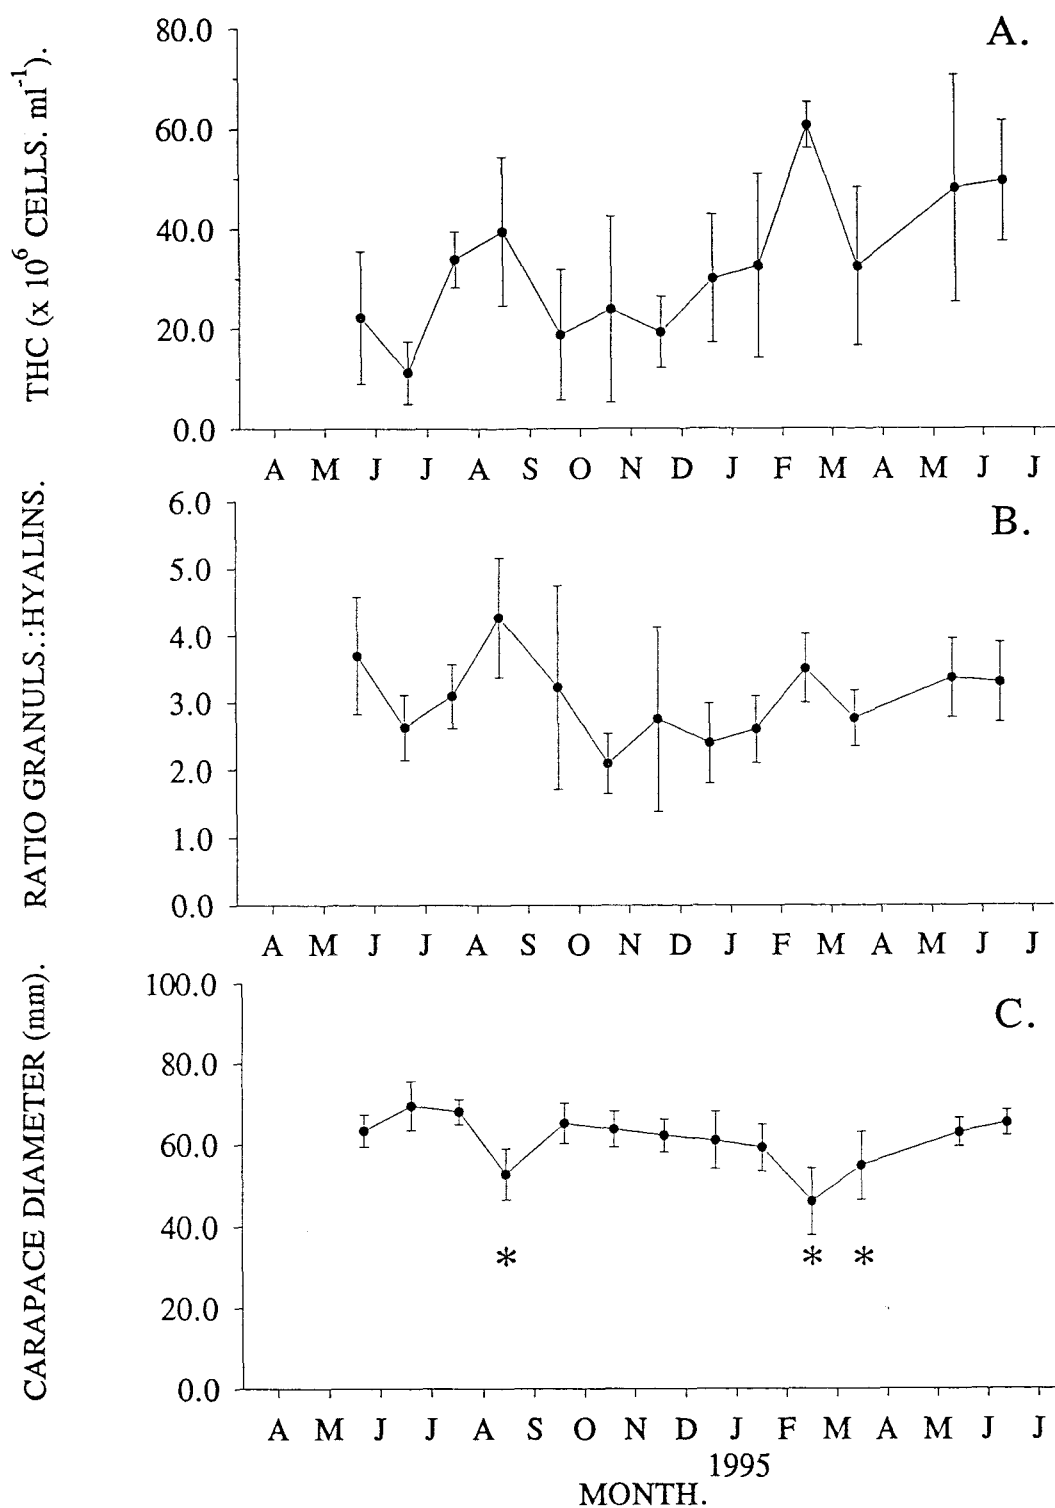 A.
THC (x 10⁶ CELLS. ml⁻¹).
80.0
60.0
40.0
20.0
0.0
A M J J A S O N D J F M A M J J
B.
RATIO GRANULS.:HYALINS.
6.0
5.0
4.0
3.0
2.0
1.0
0.0
A M J J A S O N D J F M A M J J
C.
CARAPACE DIAMETER (mm).
100.0
80.0
60.0
40.0
* * *
20.0
0.0
A M J J A S O N D J F M A M J J
1995
MONTH.